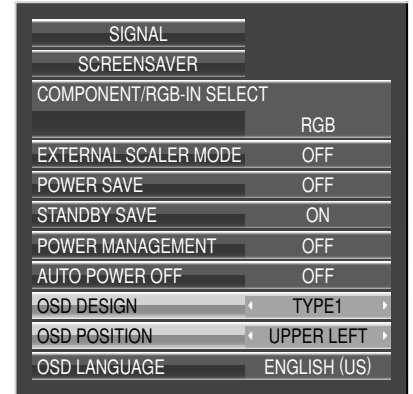 SIGNAL
SCREENSAVER
COMPONENT/RGB-IN SELECT
RGB
EXTERNAL SCALER MODE OFF
POWER SAVE OFF
STANDBY SAVE ON
POWER MANAGEMENT OFF
AUTO POWER OFF OFF
OSD DESIGN TYPE1
OSD POSITION UPPER LEFT
OSD LANGUAGE ENGLISH (US)